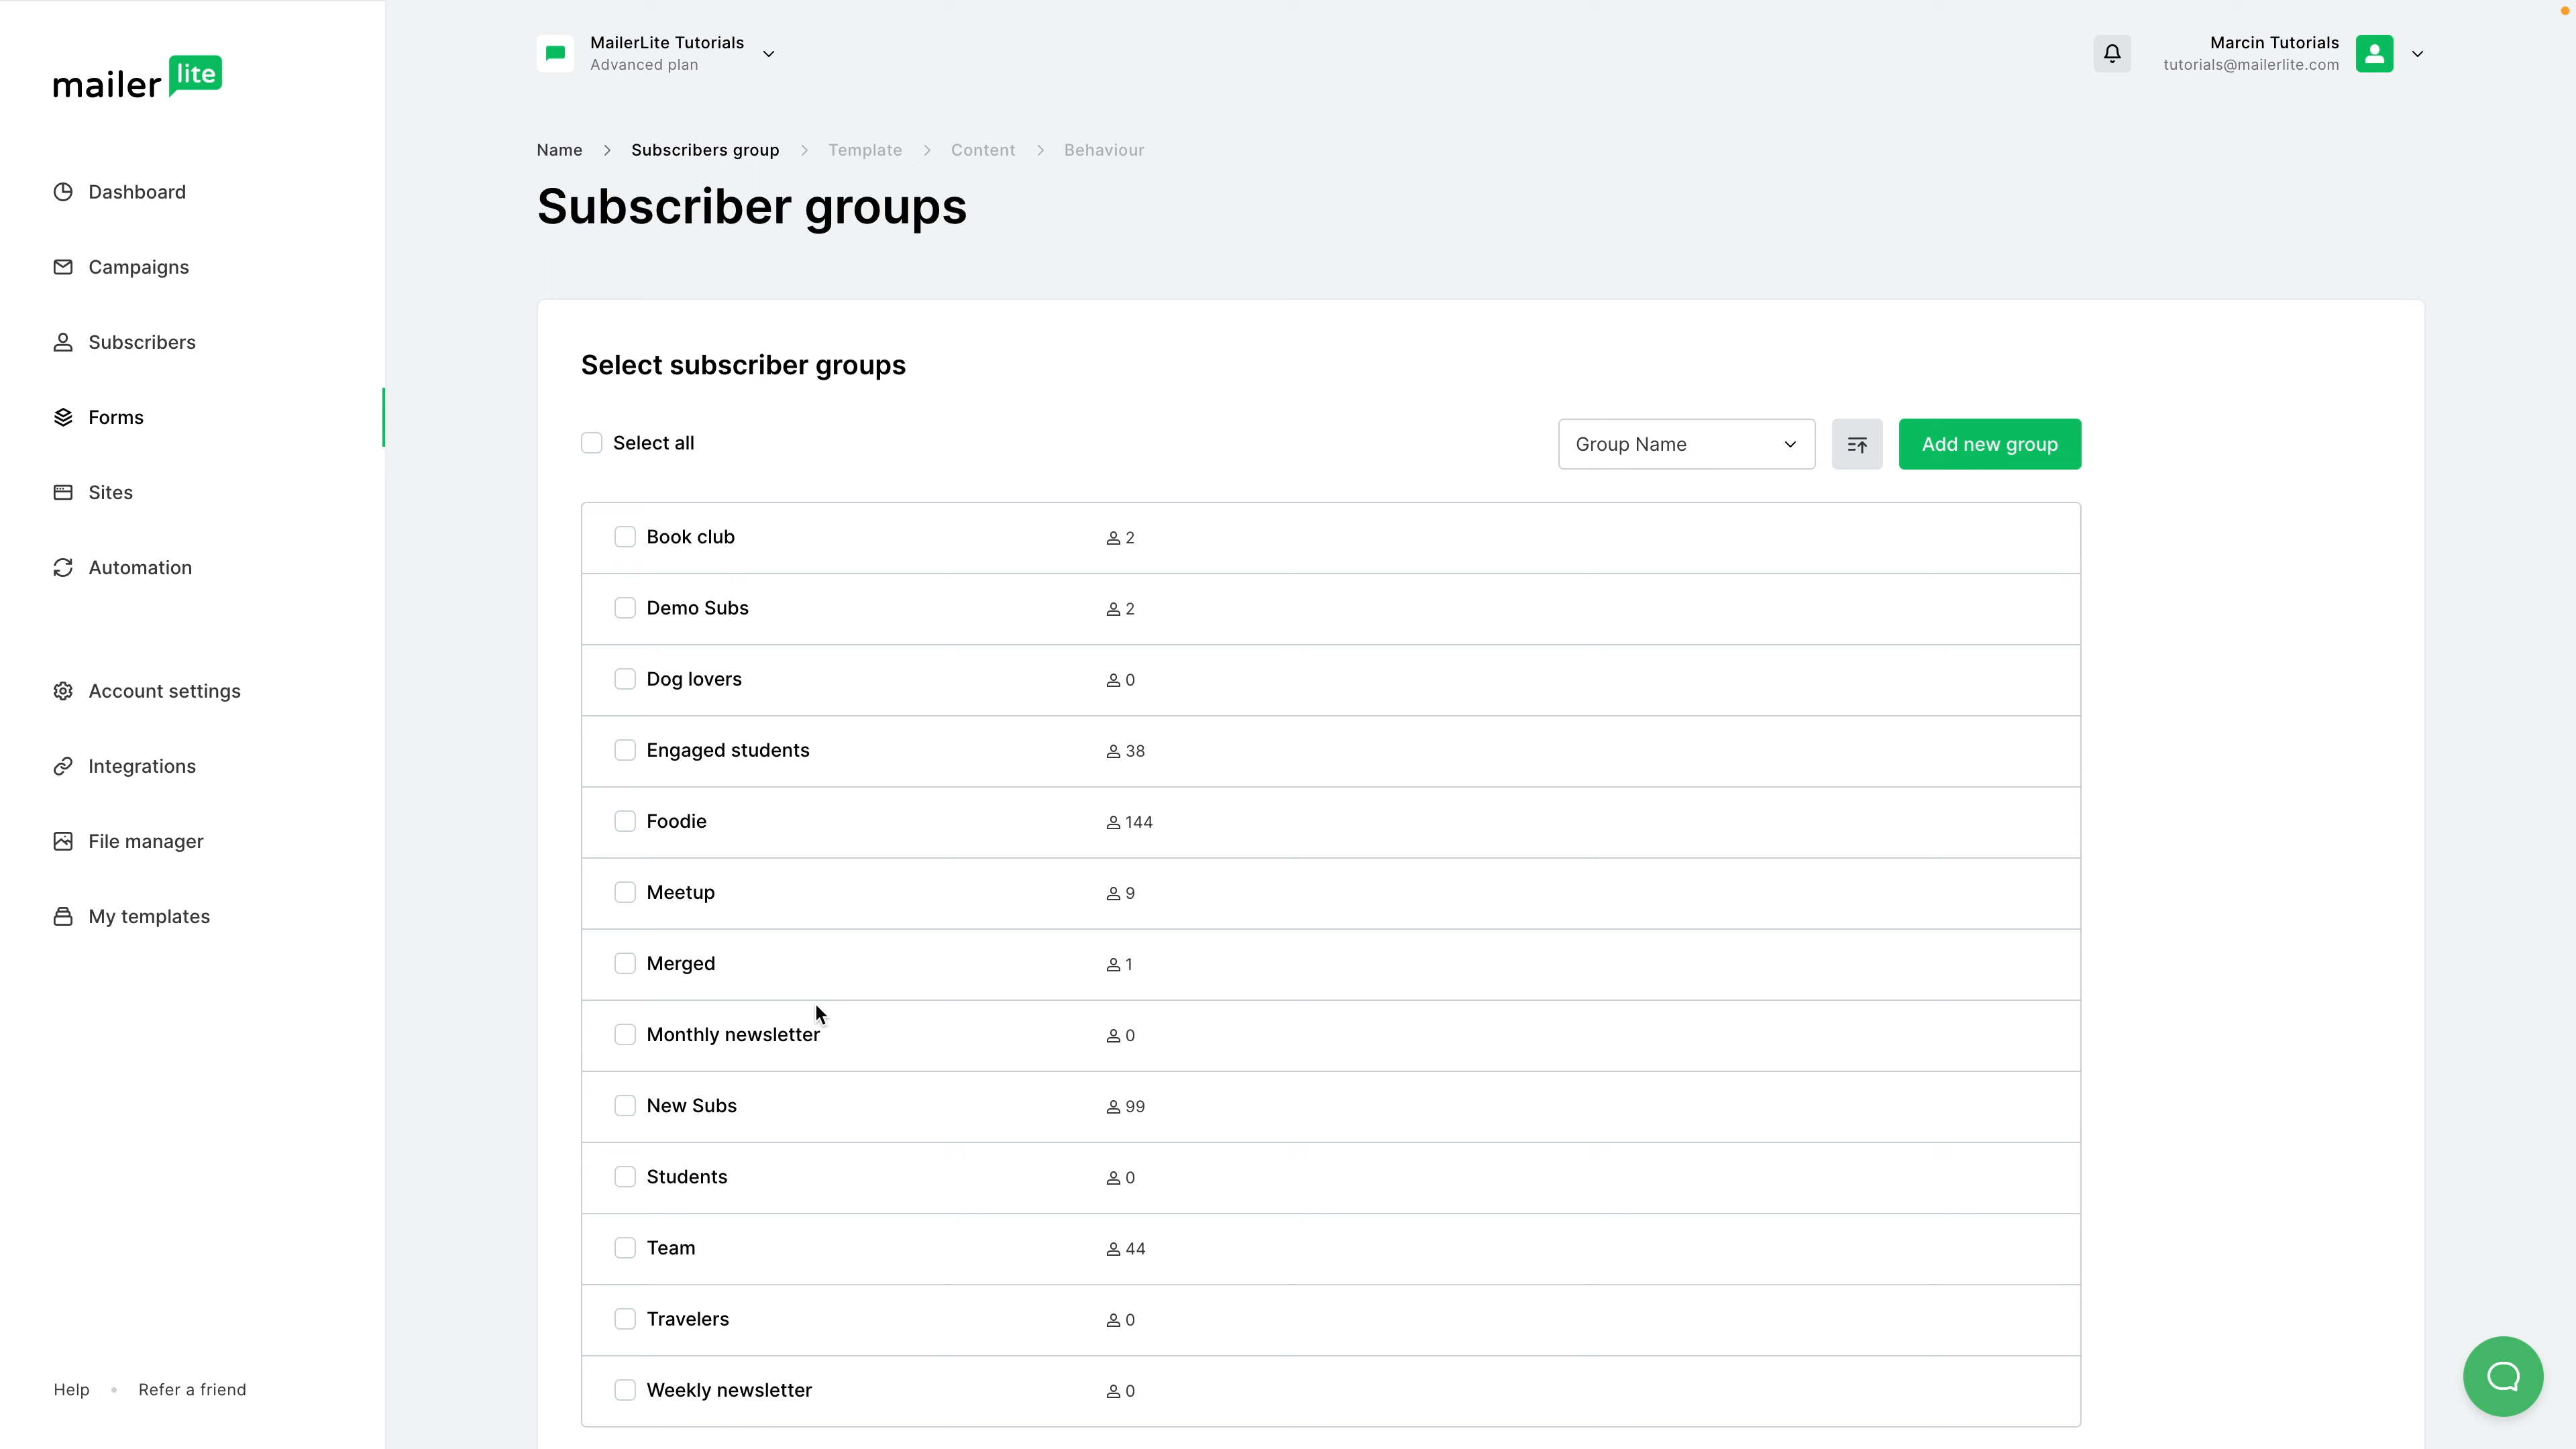 mailer lite
MailerLite Tutorials
Advanced plan
Marcin Tutorials
tutorials@mailerlite.com
Dashboard
Campaigns
Subscribers
Forms
Sites
Automation
Account settings
Integrations
File manager
My templates
Help • Refer a friend
Name > Subscribers group > Template > Content > Behaviour
Subscriber groups
Select subscriber groups
Select all
Group Name
Add new group
Book club 2
Demo Subs 2
Dog lovers 0
Engaged students 38
Foodie 144
Meetup 9
Merged 1
Monthly newsletter 0
New Subs 99
Students 0
Team 44
Travelers 0
Weekly newsletter 0